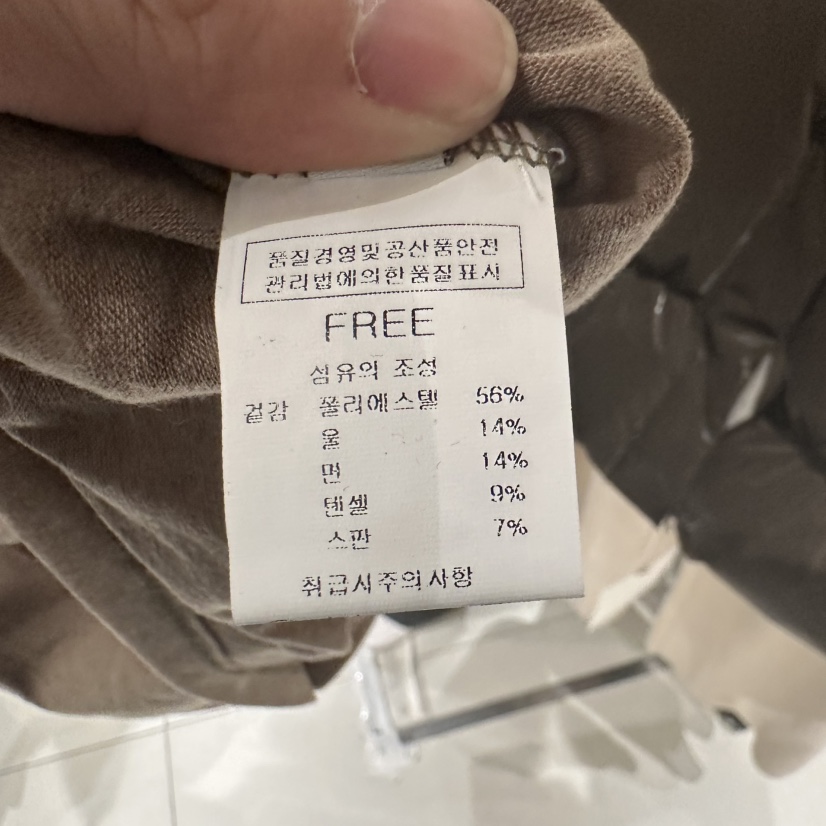 품질경영및공산품안전
관리법에의한품질표시
FREE
섬유의 조성
겉감 폴리에스텔 56%
울 14%
면 14%
텐셀 9%
스판 7%
취급시주의사항